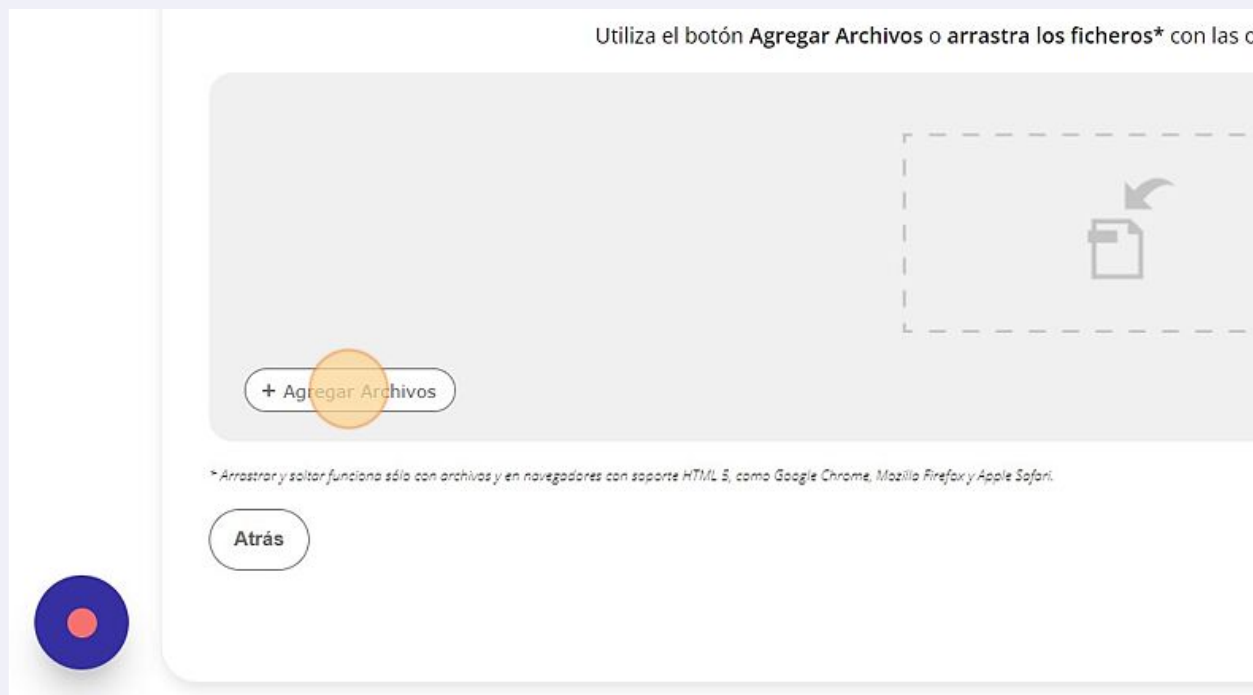 Utiliza el botón Agregar Archivos o arrastra los ficheros* con las
+ Agregar Archivos
* Arrastrar y soltar funciona sólo con archivos y en navegadores con soporte HTML 5, como Google Chrome, Mozilla Firefox y Apple Safari.
Atrás